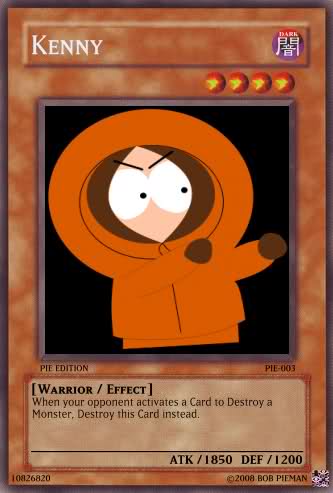 KENNY
DARK
闇
PIE EDITION
PIE-003
[WARRIOR / EFFECT]
When your opponent activates a Card to Destroy a
Monster, Destroy this Card instead.
ATK / 1850 DEF / 1200
10826820
©2008 BOB PIEMAN